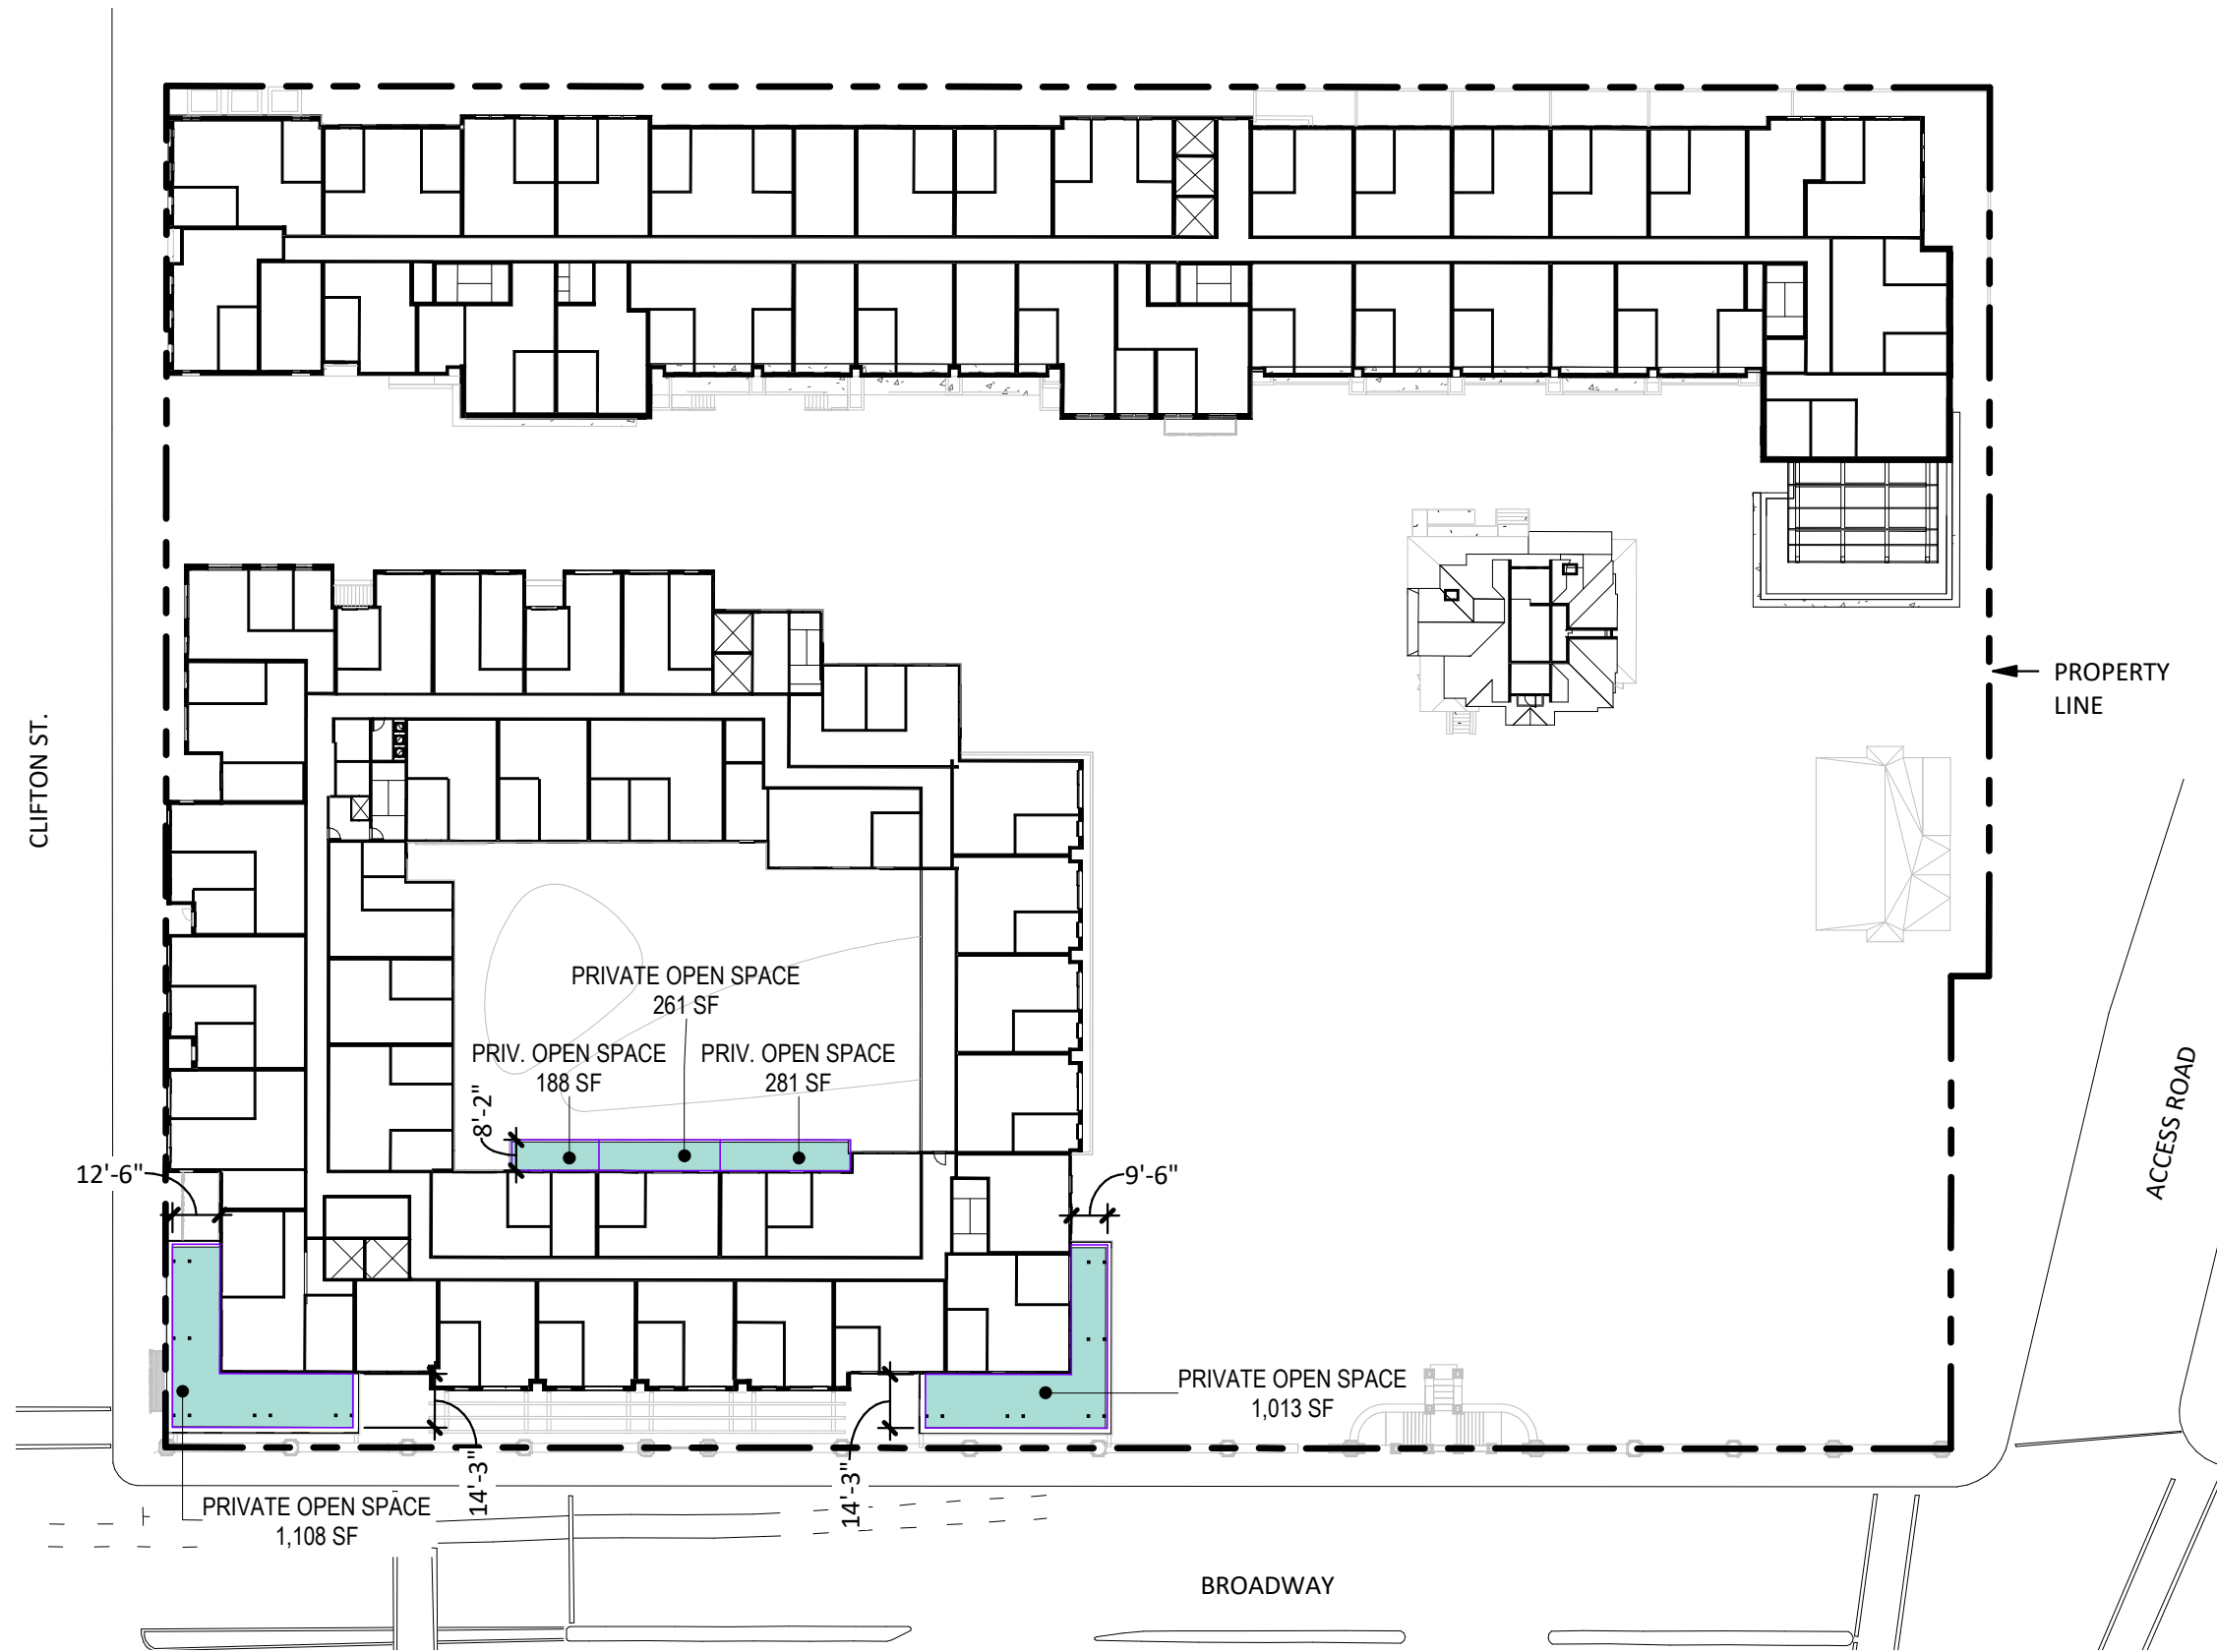 PROPERTY
LINE
CLIFTON ST.
PRIVATE OPEN SPACE
261 SF
PRIV. OPEN SPACE
188 SF
PRIV. OPEN SPACE
281 SF
8'-2"
12'-6"
9'-6"
ACCESS ROAD
PRIVATE OPEN SPACE
1,013 SF
14'-3"
14'-3"
PRIVATE OPEN SPACE
1,108 SF
BROADWAY